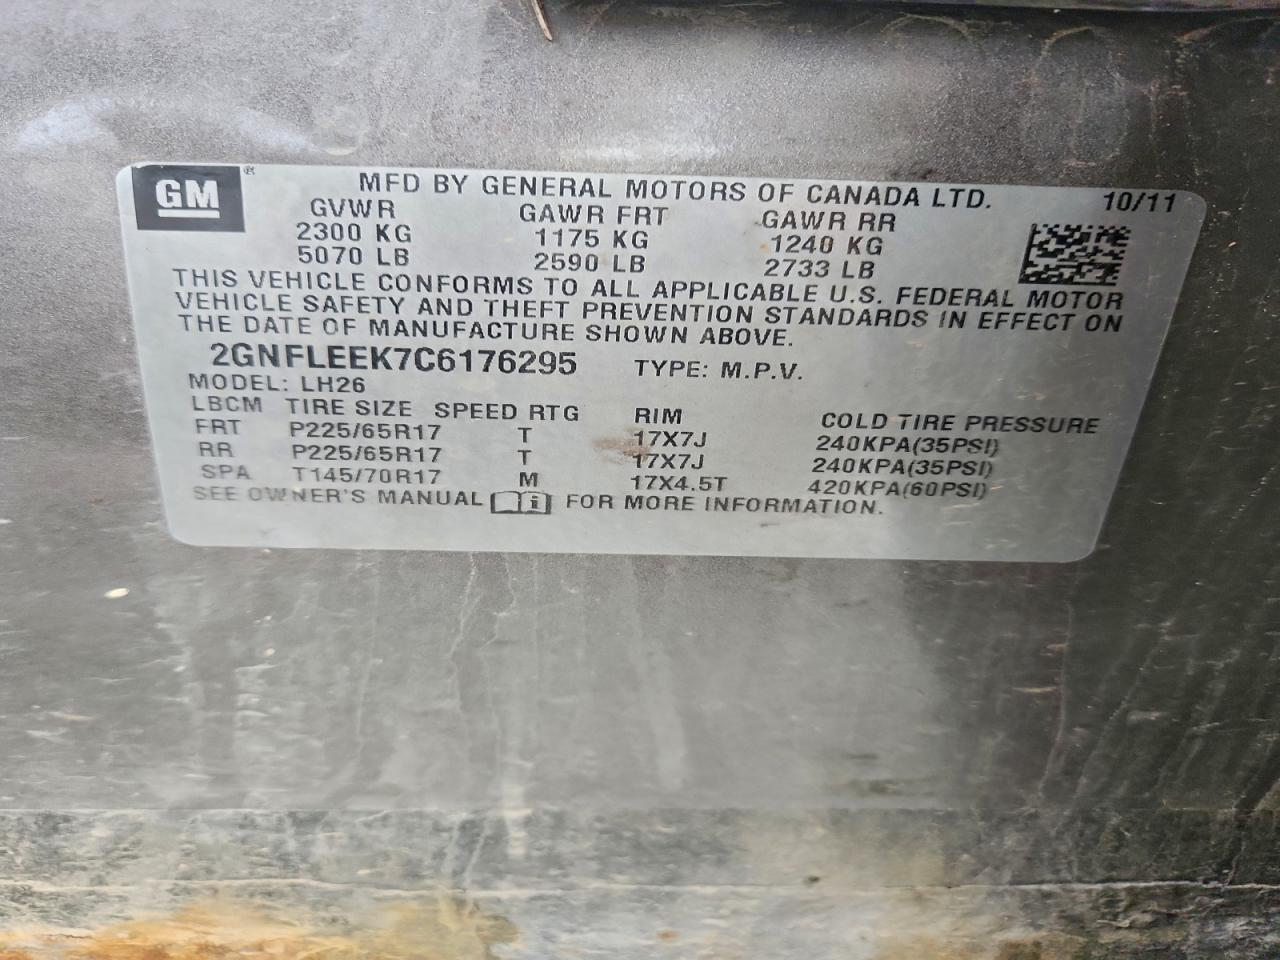 GM ®
MFD BY GENERAL MOTORS OF CANADA LTD. 10/11
GVWR GAWR FRT GAWR RR
2300 KG 1175 KG 1240 KG
5070 LB 2590 LB 2733 LB
THIS VEHICLE CONFORMS TO ALL APPLICABLE U.S. FEDERAL MOTOR
VEHICLE SAFETY AND THEFT PREVENTION STANDARDS IN EFFECT ON
THE DATE OF MANUFACTURE SHOWN ABOVE.
2GNFLEEK7C6176295 TYPE: M.P.V.
MODEL: LH26
LBCM TIRE SIZE SPEED RTG RIM COLD TIRE PRESSURE
FRT P225/65R17 T 17X7J 240KPA(35PSI)
RR P225/65R17 T 17X7J 240KPA(35PSI)
SPA T145/70R17 M 17X4.5T 420KPA(60PSI)
SEE OWNER'S MANUAL i FOR MORE INFORMATION.